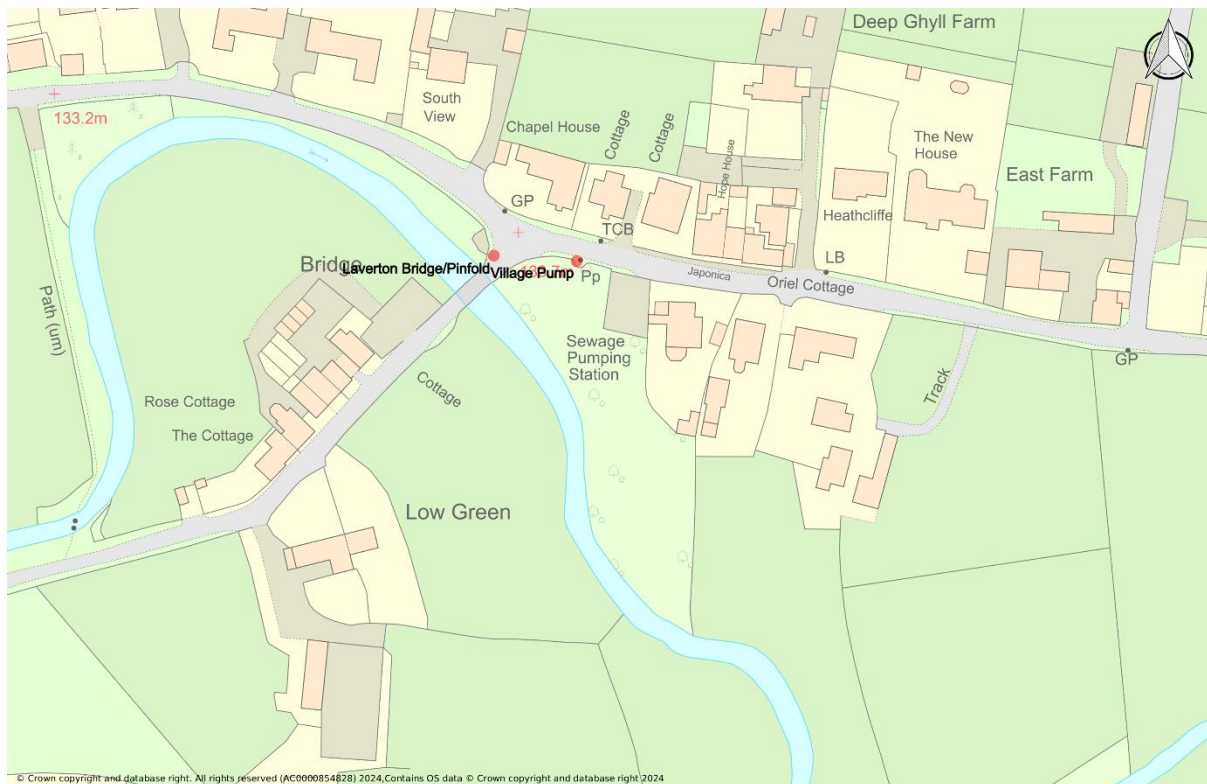 Deep Ghyll Farm
133.2m
South
View
Chapel House
Cottage
Cottage
Hope House
The New
House
East Farm
GP
Heathcliffe
TCB
Bridge
Laverton Bridge/Pinfold
Village Pump
Pp
Japonica
LB
Oriel Cottage
Path (um)
Sewage
Pumping
Station
GP
Cottage
Track
Rose Cottage
The Cottage
Low Green
© Crown copyright and database right. All rights reserved (AC0000854828) 2024,Contains OS data © Crown copyright and database right 2024